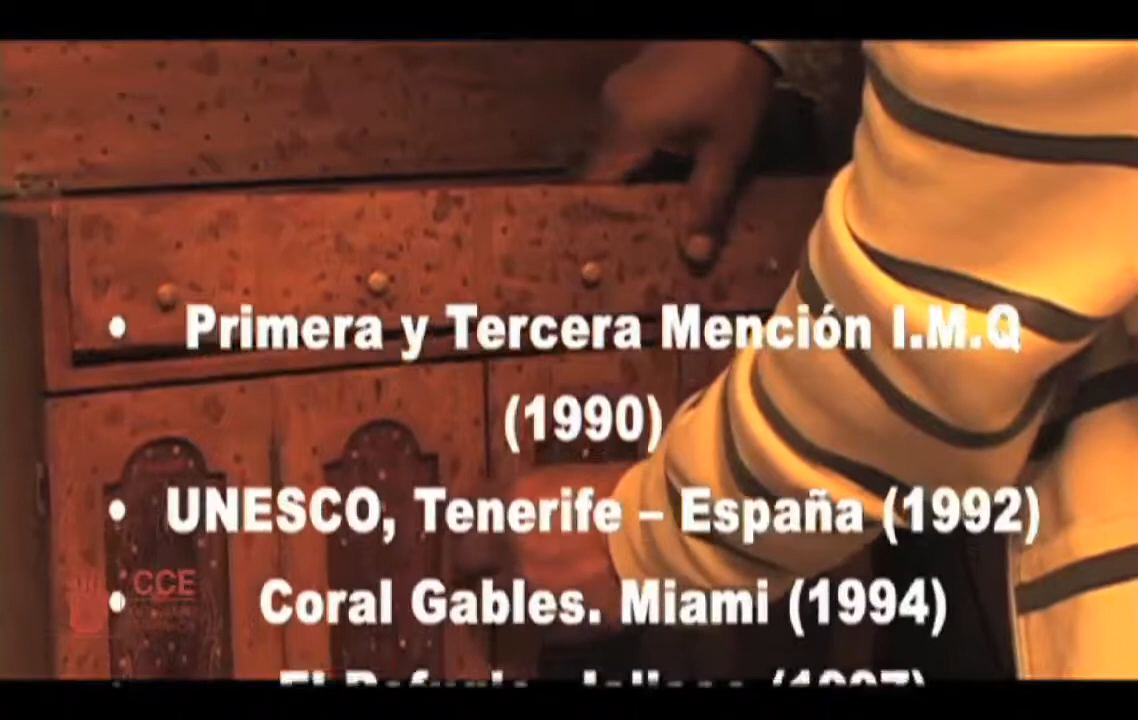 • Primera y Tercera Mención I.M.Q
(1990)
• UNESCO, Tenerife – España (1992)
• Coral Gables. Miami (1994)
CCE